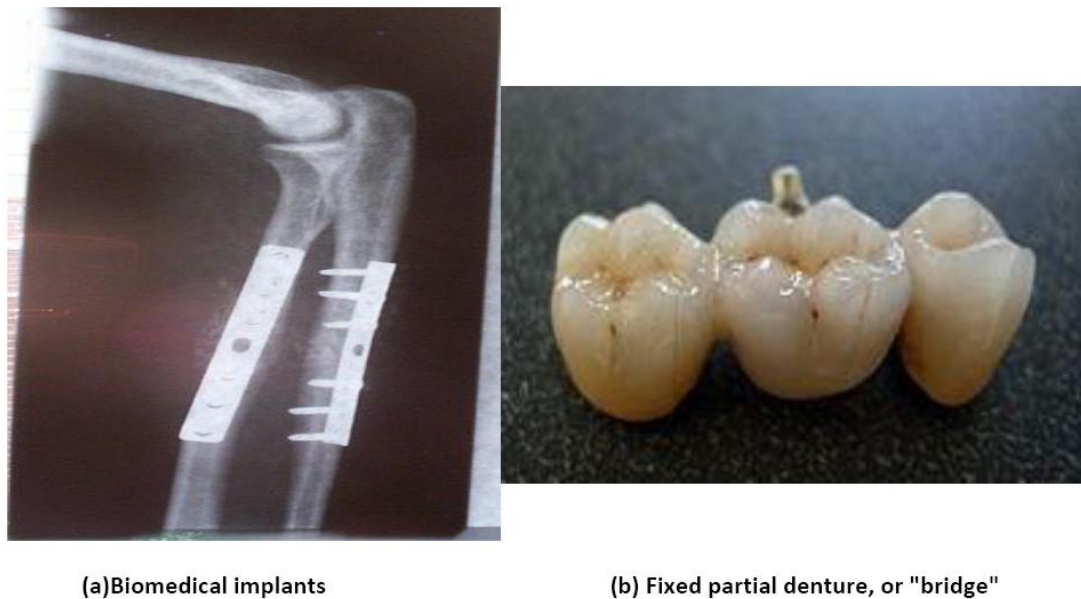 (a)Biomedical implants
(b) Fixed partial denture, or "bridge"